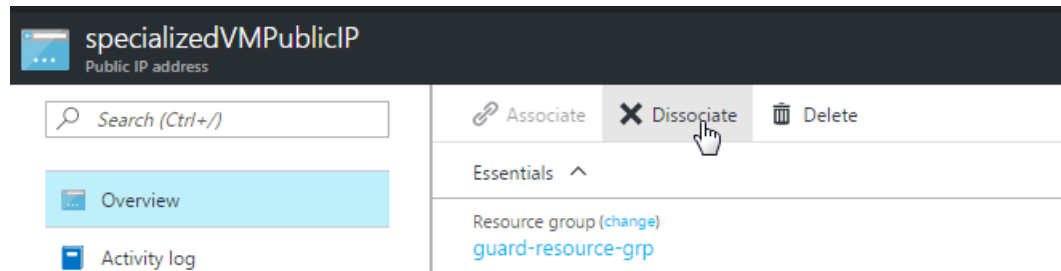 specializedVMPublicIP
Public IP address
Search (Ctrl+/)
Overview
Activity log
Associate Dissociate Delete
Essentials
Resource group (change)
guard-resource-grp